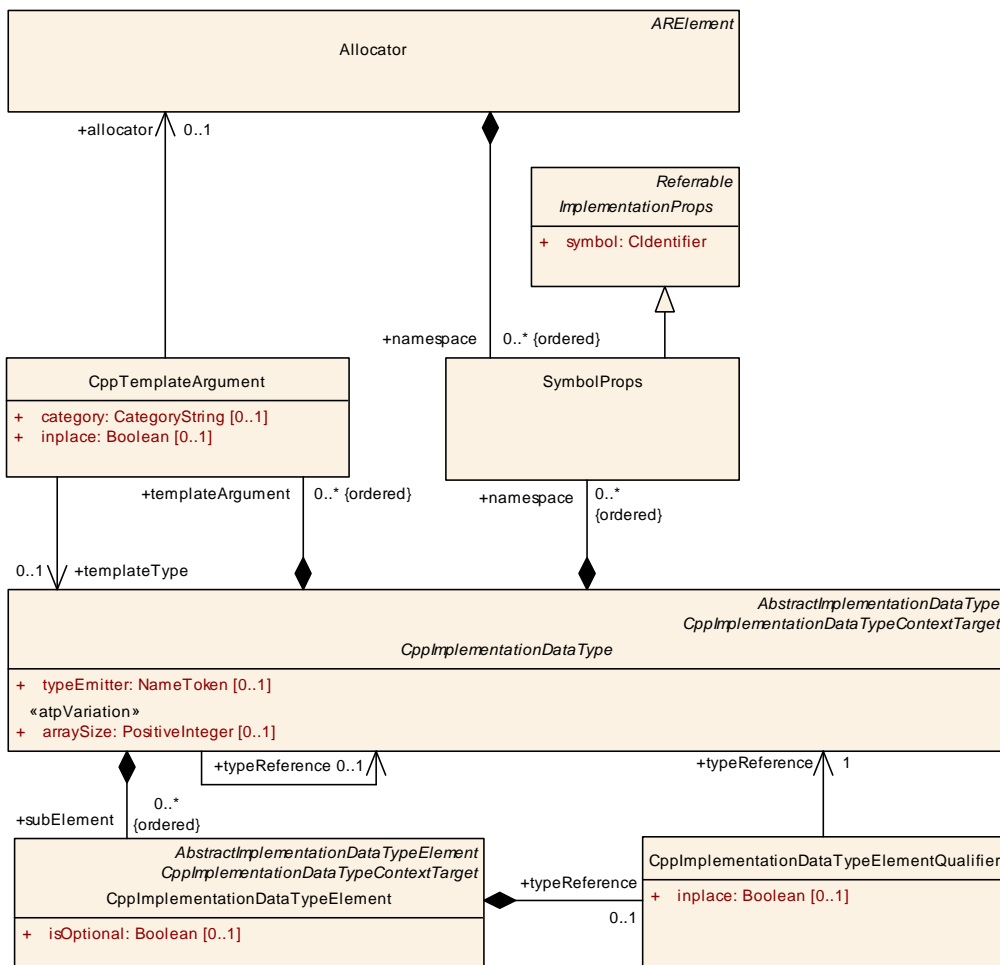 ARElement
Allocator
+allocator 0..1
Referrable
ImplementationProps
+ symbol: CIdentifier
+namespace 0..* {ordered}
CppTemplateArgument
+ category: CategoryString [0..1]
+ inplace: Boolean [0..1]
SymbolProps
+templateArgument 0..* {ordered}
+namespace 0..*
{ordered}
0..1 +templateType
AbstractImplementationDataType
CppImplementationDataTypeContextTarget
CppImplementationDataType
+ typeEmitter: NameToken [0..1]
«atpVariation»
+ arraySize: PositiveInteger [0..1]
+typeReference 0..1
+typeReference 1
0..*
+subElement {ordered}
AbstractImplementationDataTypeElement
CppImplementationDataTypeContextTarget
CppImplementationDataTypeElement
+ isOptional: Boolean [0..1]
+typeReference
0..1
CppImplementationDataTypeElementQualifier
+ inplace: Boolean [0..1]